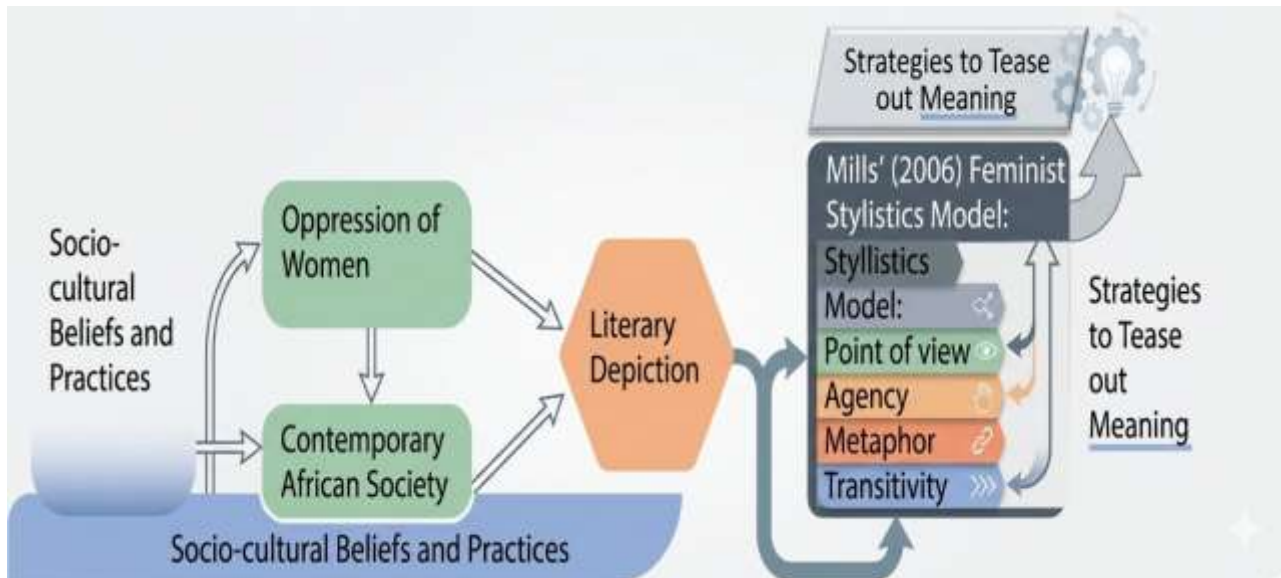 Socio-
cultural
Beliefs and
Practices
Oppression of
Women
Contemporary
African Society
Socio-cultural Beliefs and Practices
Literary
Depiction
Strategies to Tease
out Meaning
Mills' (2006) Feminist
Stylistics Model:
Styllistics
Model:
Point of view
Agency
Metaphor
Transitivity
Strategies
to Tease
out
Meaning